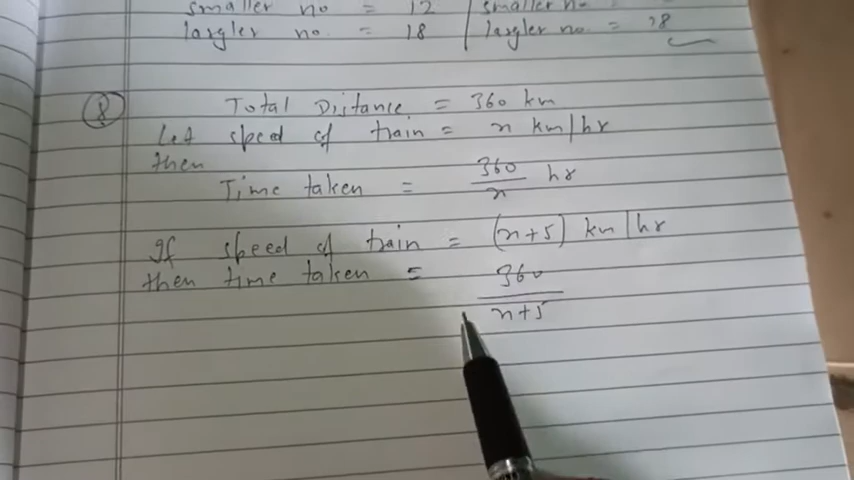 smaller no = 12 | smaller no =
largler no = 18 | largler no = 18
8 Total Distance = 360 km
Let speed of train = x km/hr
then
Time taken = 360/x hr
If speed of train = (x+5) km/hr
then time taken = 360/x+5